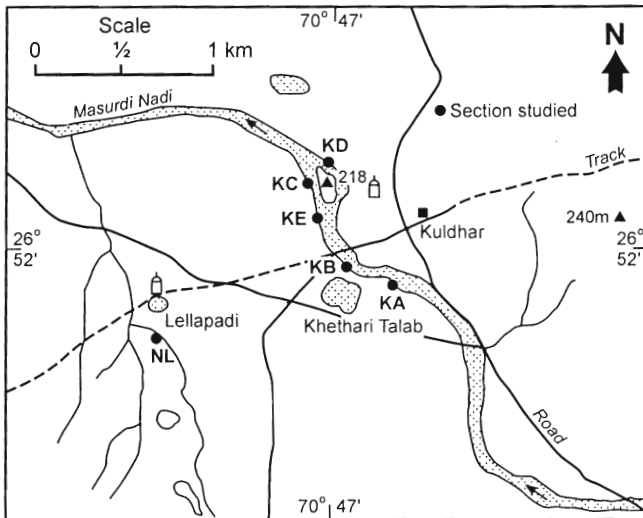 Scale
0 ½ 1 km
70° 47'
N
Masurdi Nadi
Section studied
KD
218
KC
Track
KE
Kuldhar
240m
26°
52'
26°
52'
KB
KA
Lellapadi
Khethari Talab
NL
Road
70° 47'